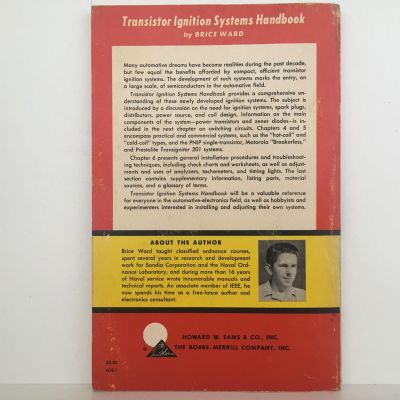 Transistor Ignition Systems Handbook
by BRICE WARD
Many automotive dreams have become realities during the past decade,
but few equal the benefits afforded by compact, efficient transistor
ignition systems. The development of such systems marks the entry, on
a large scale, of semiconductors in the automotive field.
Transistor Ignition Systems Handbook provides a comprehensive un-
derstanding of these newly developed ignition systems. The subject
is introduced by a discussion on the need for ignition systems, spark plugs,
distributors, power source, and coil design. Information on the main
components of the system—power transistors and zener diodes—is in-
cluded in the next chapter on switching circuits. Chapters 4 and 5
encompass practical and commercial systems, such as the "hot-coil" and
"cold-coil" types, and the PNIP single-transistor, Motorola "Breakerless,"
and Prestolite Transigniter 201 systems.
Chapter 6 presents general installation procedures and troubleshoot-
ing techniques, including check charts and worksheets, as well as adjust-
ments and uses of analyzers, tachometers, and timing lights. The last
section contains supplementary information, listing parts, material
sources, and a glossary of terms.
Transistor Ignition Systems Handbook will be a valuable reference
for everyone in the automotive-electronics field, as well as hobbyists and
experimenters interested in installing and adjusting their own systems.
ABOUT THE AUTHOR
Brice Ward taught classified ordnance courses,
spent several years in research and development
work for Sandia Corporation and the Naval Ord-
nance Laboratory, and during more than 16 years
of Naval service wrote innumerable manuals and
technical reports. An associate member of IEEE, he
now spends his time as a free-lance author and
electronics consultant.
HOWARD W. SAMS & CO., INC.
THE BOBBS-MERRILL COMPANY, INC.